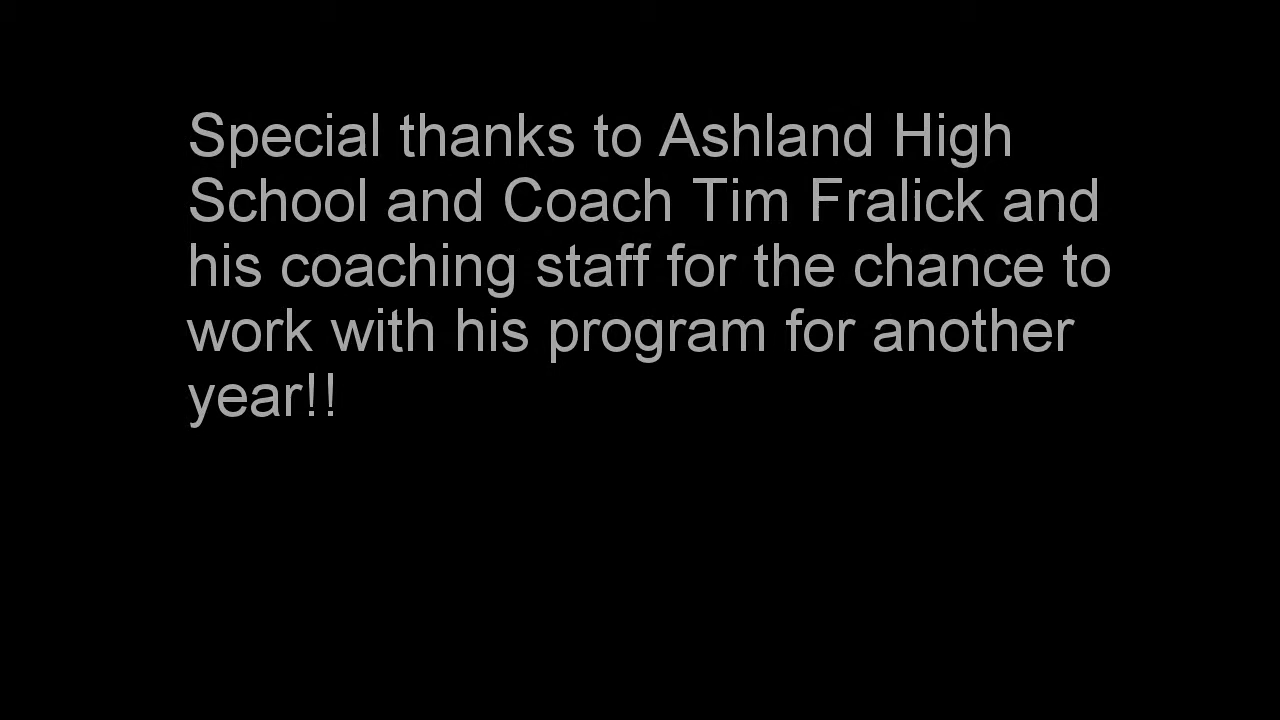 Special thanks to Ashland High
School and Coach Tim Fralick and
his coaching staff for the chance to
work with his program for another
year!!